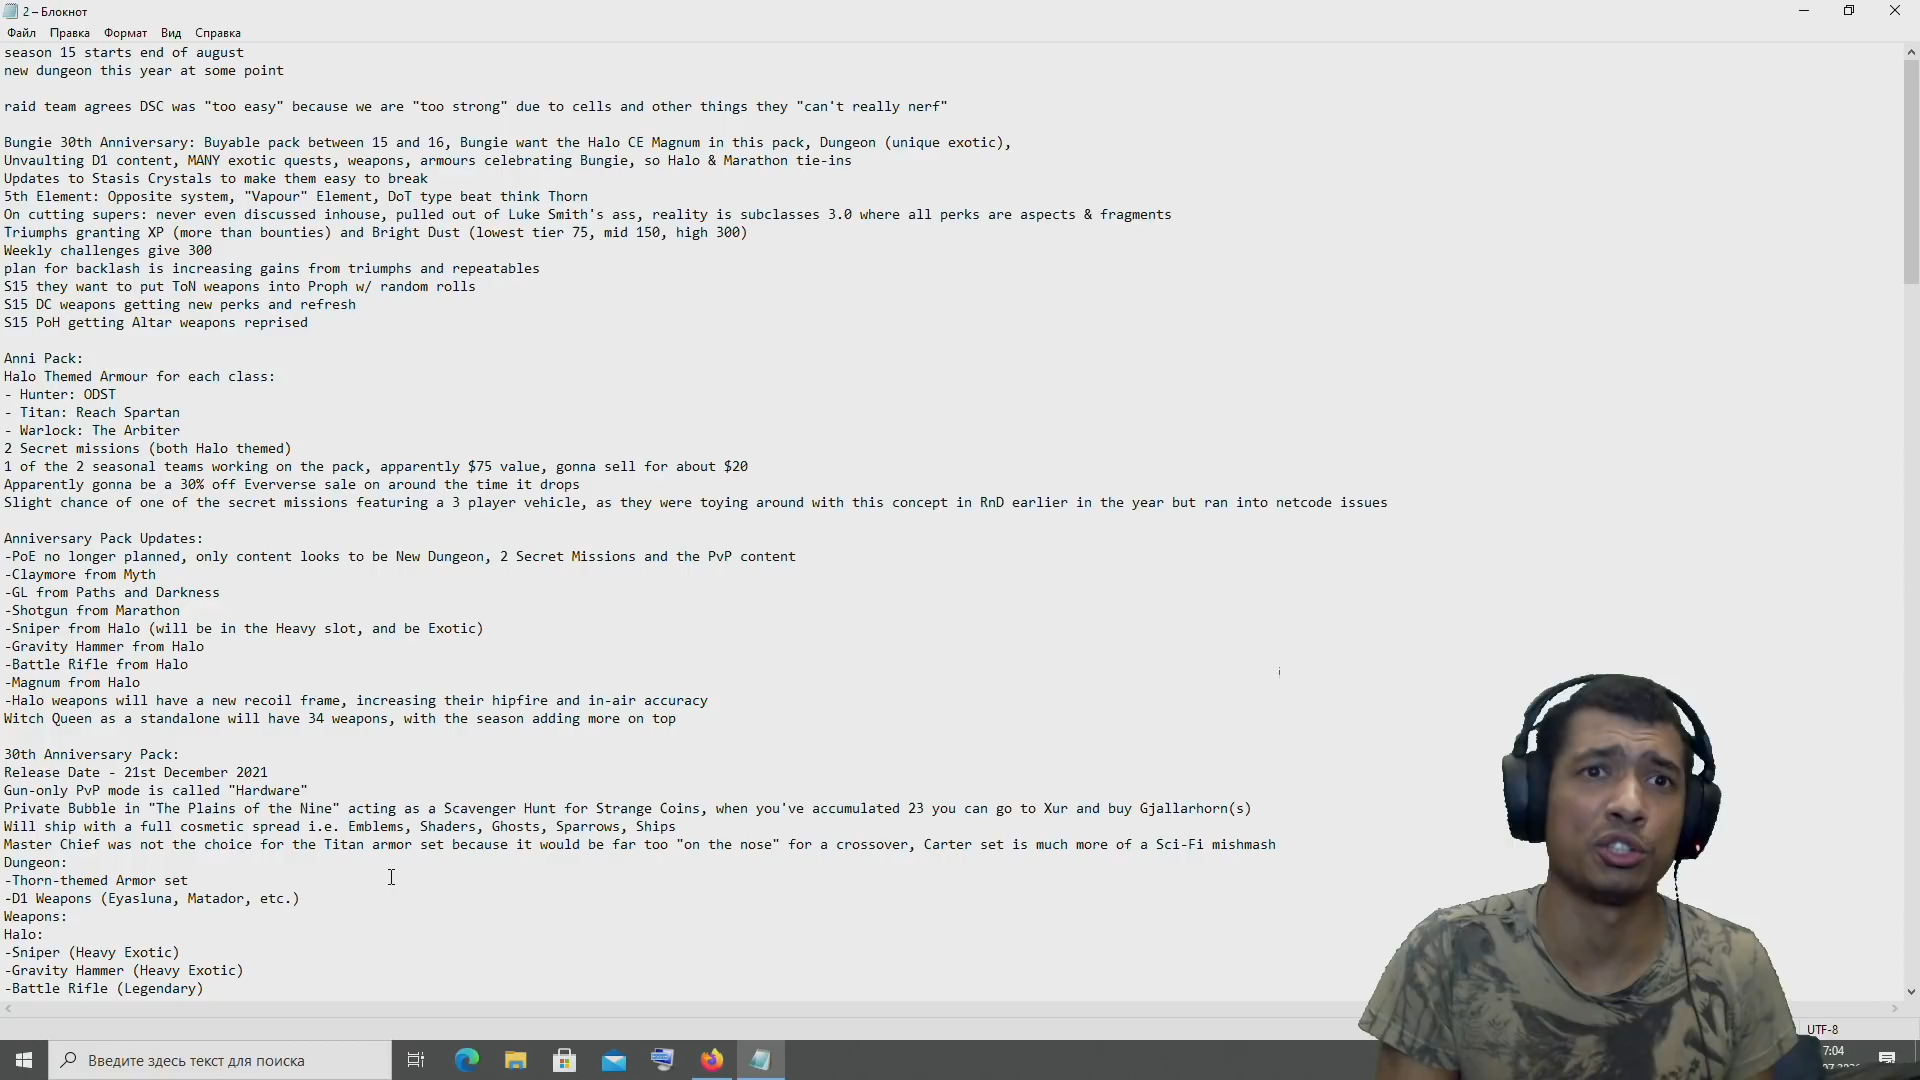 2 – Блокнот
Файл Правка Формат Вид Справка
season 15 starts end of august
new dungeon this year at some point
raid team agrees DSC was "too easy" because we are "too strong" due to cells and other things they "can't really nerf"
Bungie 30th Anniversary: Buyable pack between 15 and 16, Bungie want the Halo CE Magnum in this pack, Dungeon (unique exotic),
Unvaulting D1 content, MANY exotic quests, weapons, armours celebrating Bungie, so Halo & Marathon tie-ins
Updates to Stasis Crystals to make them easy to break
5th Element: Opposite system, "Vapour" Element, DoT type beat think Thorn
On cutting supers: never even discussed inhouse, pulled out of Luke Smith's ass, reality is subclasses 3.0 where all perks are aspects & fragments
Triumphs granting XP (more than bounties) and Bright Dust (lowest tier 75, mid 150, high 300)
Weekly challenges give 300
plan for backlash is increasing gains from triumphs and repeatables
S15 they want to put ToN weapons into Proph w/ random rolls
S15 DC weapons getting new perks and refresh
S15 PoH getting Altar weapons reprised
Anni Pack:
Halo Themed Armour for each class:
- Hunter: ODST
- Titan: Reach Spartan
- Warlock: The Arbiter
2 Secret missions (both Halo themed)
1 of the 2 seasonal teams working on the pack, apparently $75 value, gonna sell for about $20
Apparently gonna be a 30% off Eververse sale on around the time it drops
Slight chance of one of the secret missions featuring a 3 player vehicle, as they were toying around with this concept in RnD earlier in the year but ran into netcode issues
Anniversary Pack Updates:
-PoE no longer planned, only content looks to be New Dungeon, 2 Secret Missions and the PvP content
-Claymore from Myth
-GL from Paths and Darkness
-Shotgun from Marathon
-Sniper from Halo (will be in the Heavy slot, and be Exotic)
-Gravity Hammer from Halo
-Battle Rifle from Halo
-Magnum from Halo
-Halo weapons will have a new recoil frame, increasing their hipfire and in-air accuracy
Witch Queen as a standalone will have 34 weapons, with the season adding more on top
30th Anniversary Pack:
Release Date - 21st December 2021
Gun-only PvP mode is called "Hardware"
Private Bubble in "The Plains of the Nine" acting as a Scavenger Hunt for Strange Coins, when you've accumulated 23 you can go to Xur and buy Gjallarhorn(s)
Will ship with a full cosmetic spread i.e. Emblems, Shaders, Ghosts, Sparrows, Ships
Master Chief was not the choice for the Titan armor set because it would be far too "on the nose" for a crossover, Carter set is much more of a Sci-Fi mishmash
Dungeon:
-Thorn-themed Armor set
-D1 Weapons (Eyasluna, Matador, etc.)
Weapons:
Halo:
-Sniper (Heavy Exotic)
-Gravity Hammer (Heavy Exotic)
-Battle Rifle (Legendary)
UTF-8
Введите здесь текст для поиска
7:04